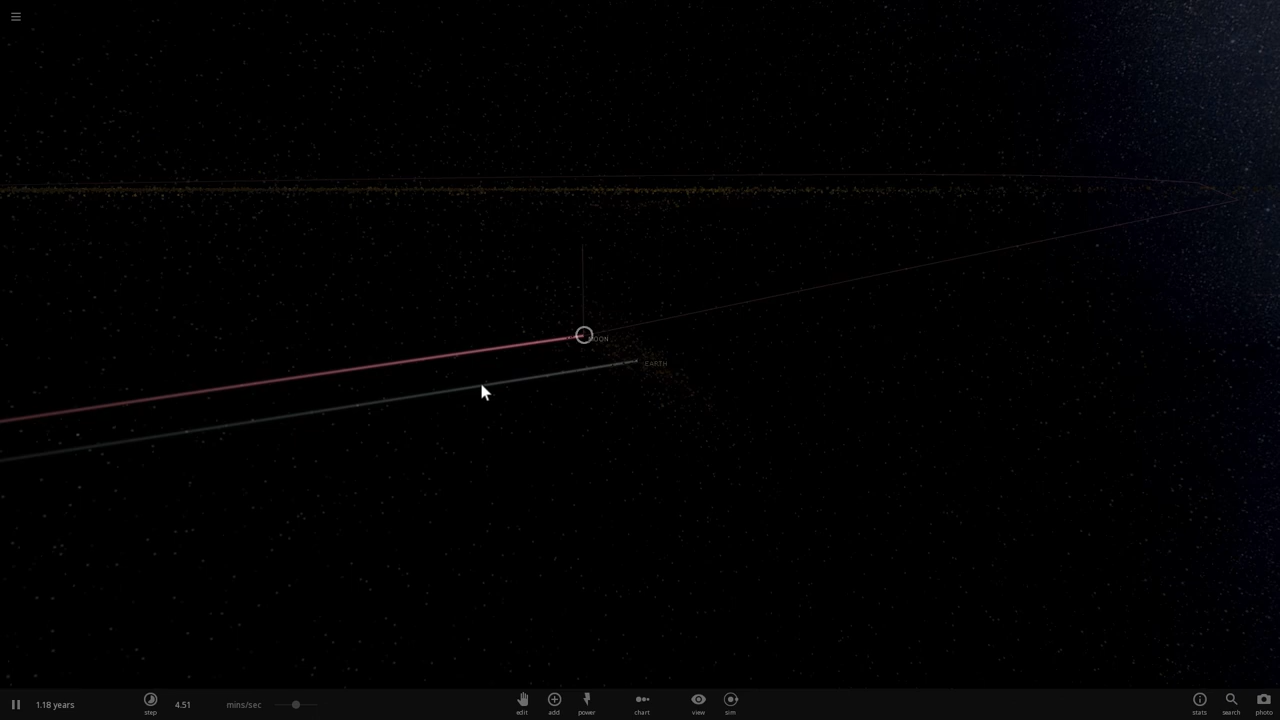 MOON
EARTH
1.18 years
step
4.51
mins/sec
edit
add
power
chart
view
sim
stats
search
photo